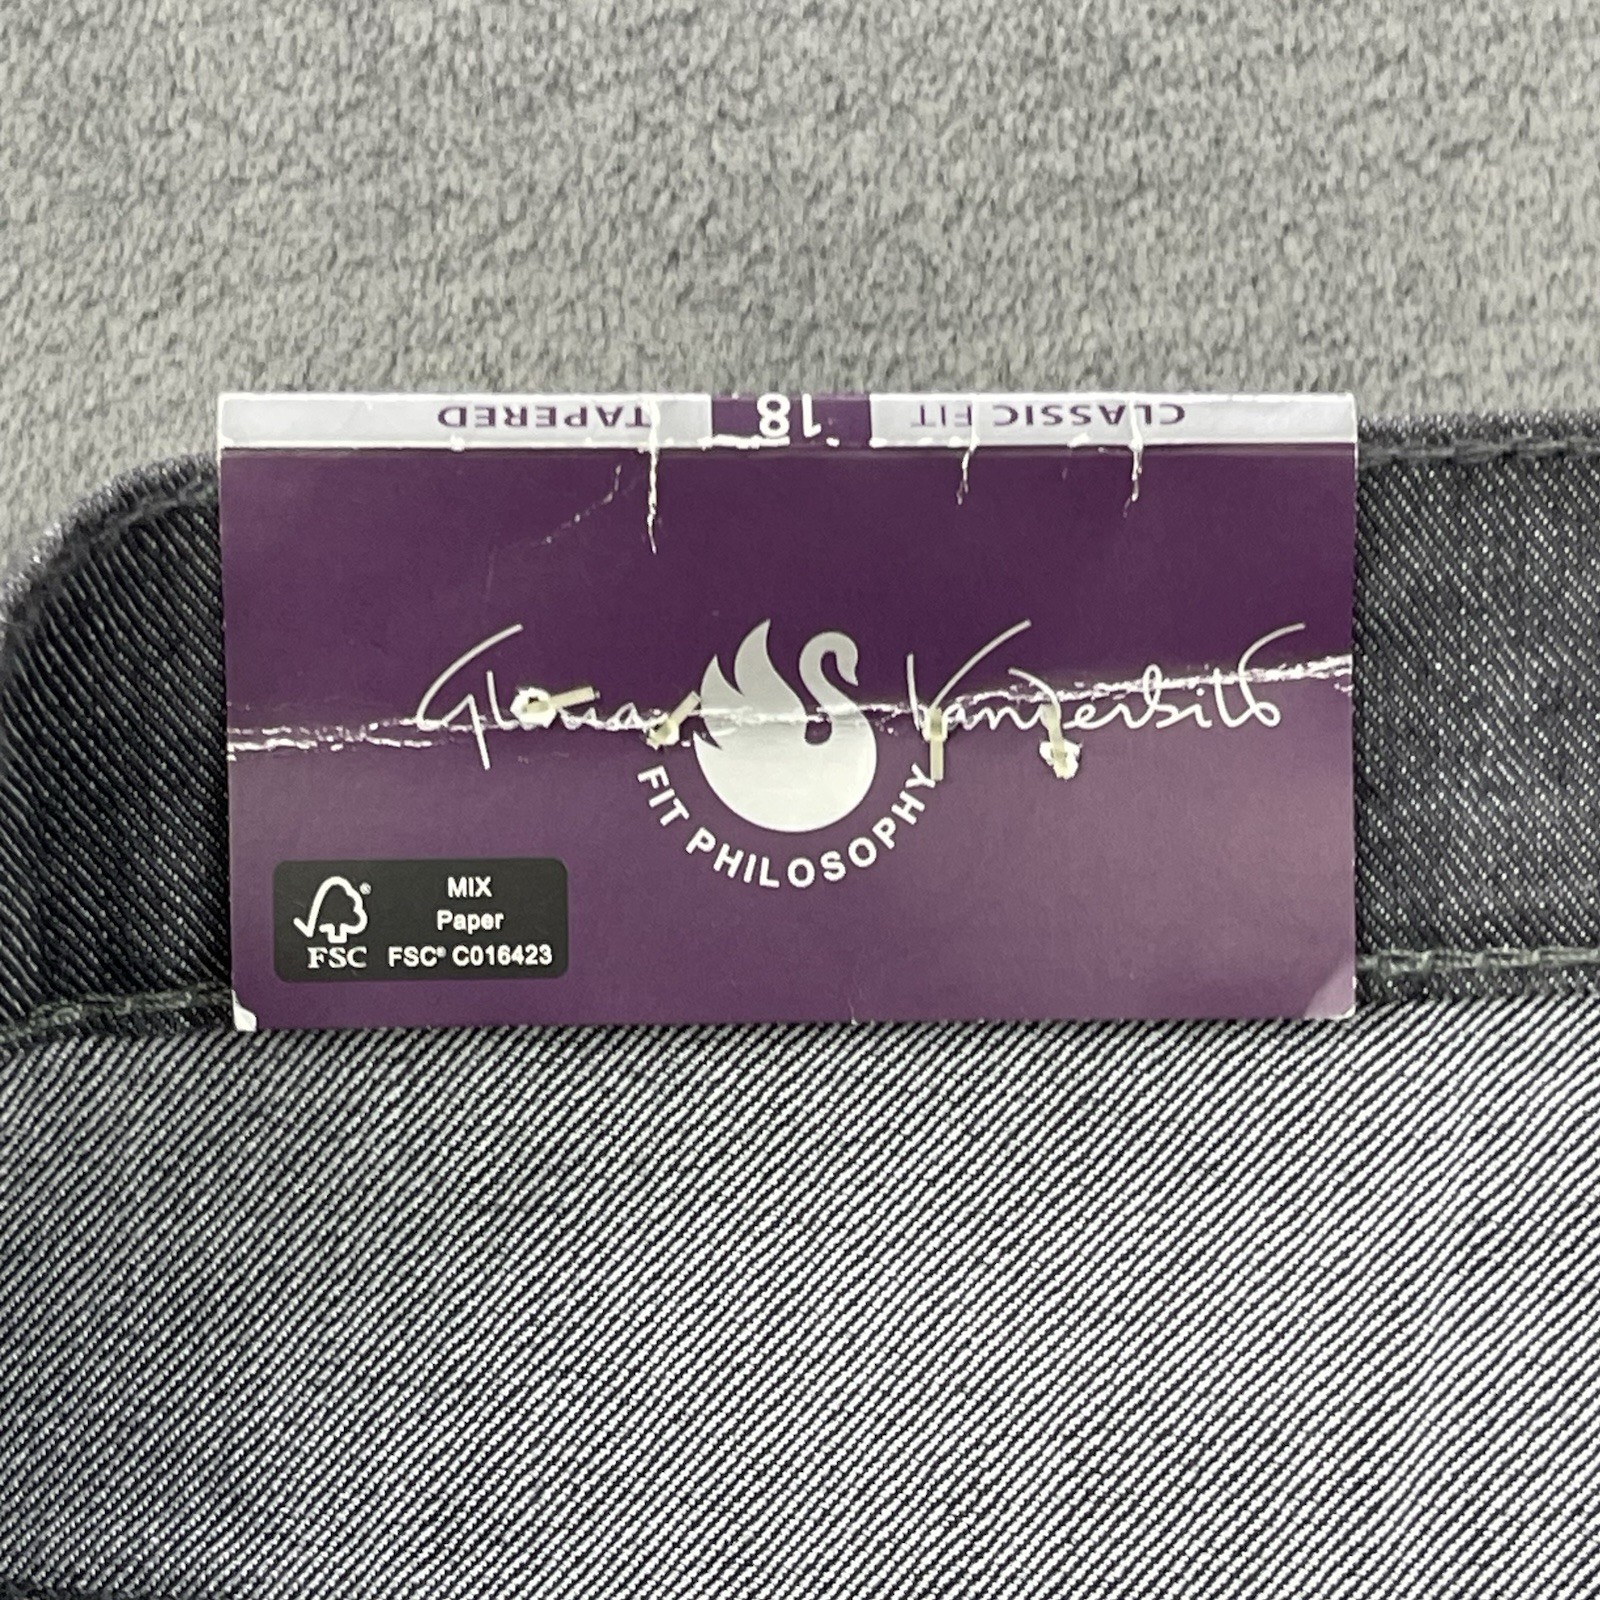 CLASSIC FIT 18 TAPERED
Gloria Vanderbilt
FIT PHILOSOPHY
MIX
Paper
FSC® C016423
FSC